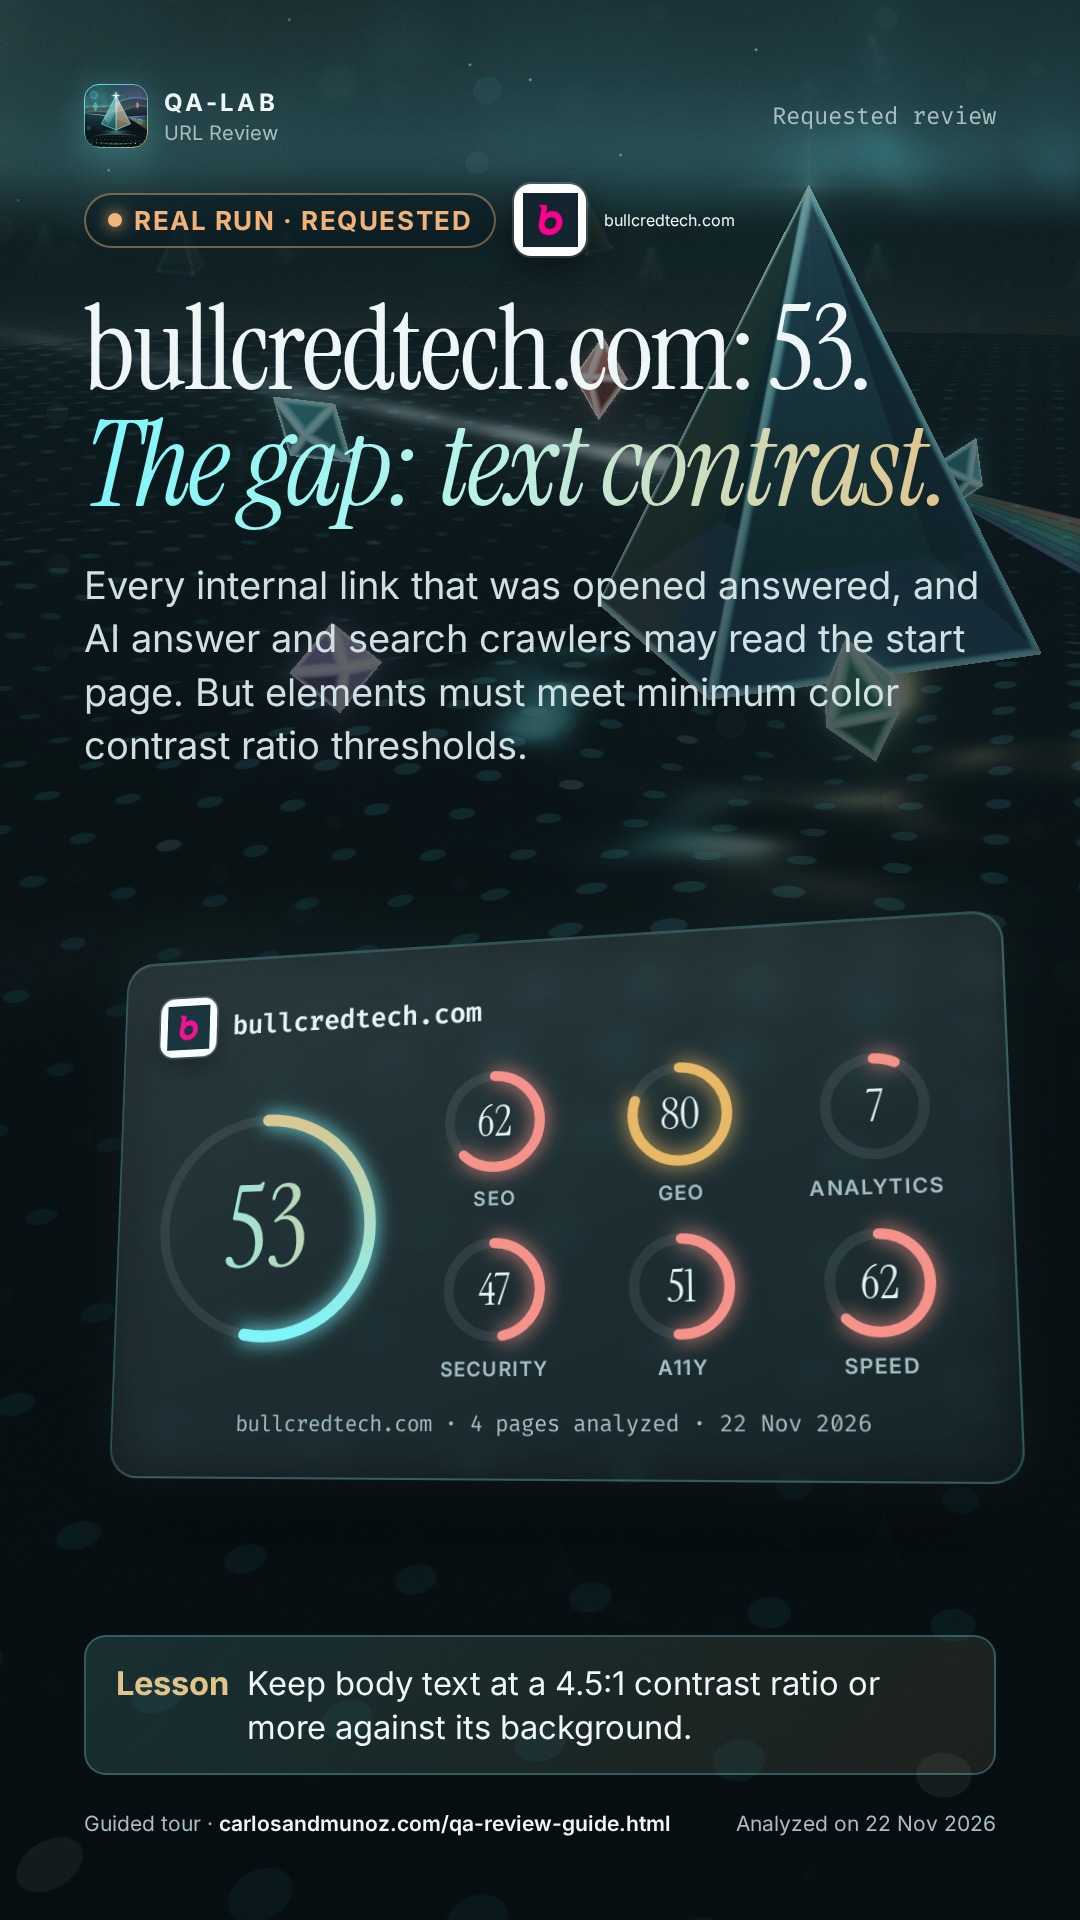 QA-LAB
URL Review
Requested review
REAL RUN · REQUESTED
b
bullcredtech.com
bullcredtech.com: 53.
The gap: text contrast.
Every internal link that was opened answered, and
AI answer and search crawlers may read the start
page. But elements must meet minimum color
contrast ratio thresholds.
b
bullcredtech.com
53
62
SEO
80
GEO
7
ANALYTICS
47
SECURITY
51
A11Y
62
SPEED
bullcredtech.com · 4 pages analyzed · 22 Nov 2026
Lesson Keep body text at a 4.5:1 contrast ratio or
more against its background.
Guided tour · carlosandmunoz.com/qa-review-guide.html
Analyzed on 22 Nov 2026